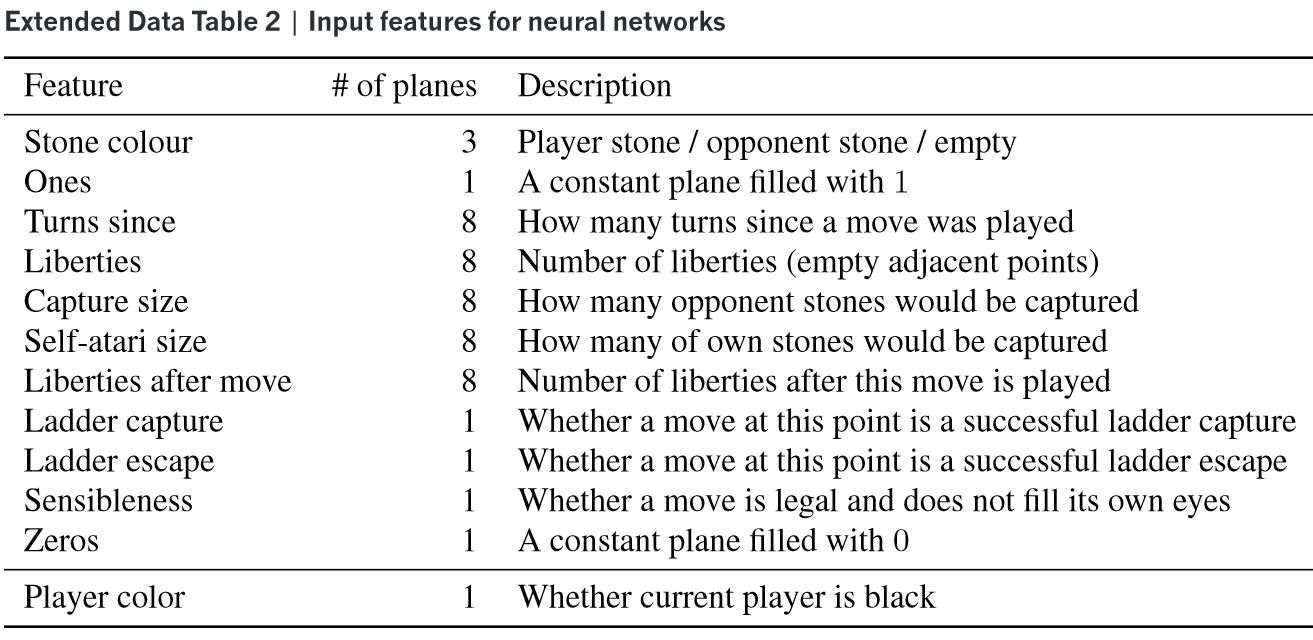 Extended Data Table 2 | Input features for neural networks
Feature # of planes Description
Stone colour 3 Player stone / opponent stone / empty
Ones 1 A constant plane filled with 1
Turns since 8 How many turns since a move was played
Liberties 8 Number of liberties (empty adjacent points)
Capture size 8 How many opponent stones would be captured
Self-atari size 8 How many of own stones would be captured
Liberties after move 8 Number of liberties after this move is played
Ladder capture 1 Whether a move at this point is a successful ladder capture
Ladder escape 1 Whether a move at this point is a successful ladder escape
Sensibleness 1 Whether a move is legal and does not fill its own eyes
Zeros 1 A constant plane filled with 0
Player color 1 Whether current player is black